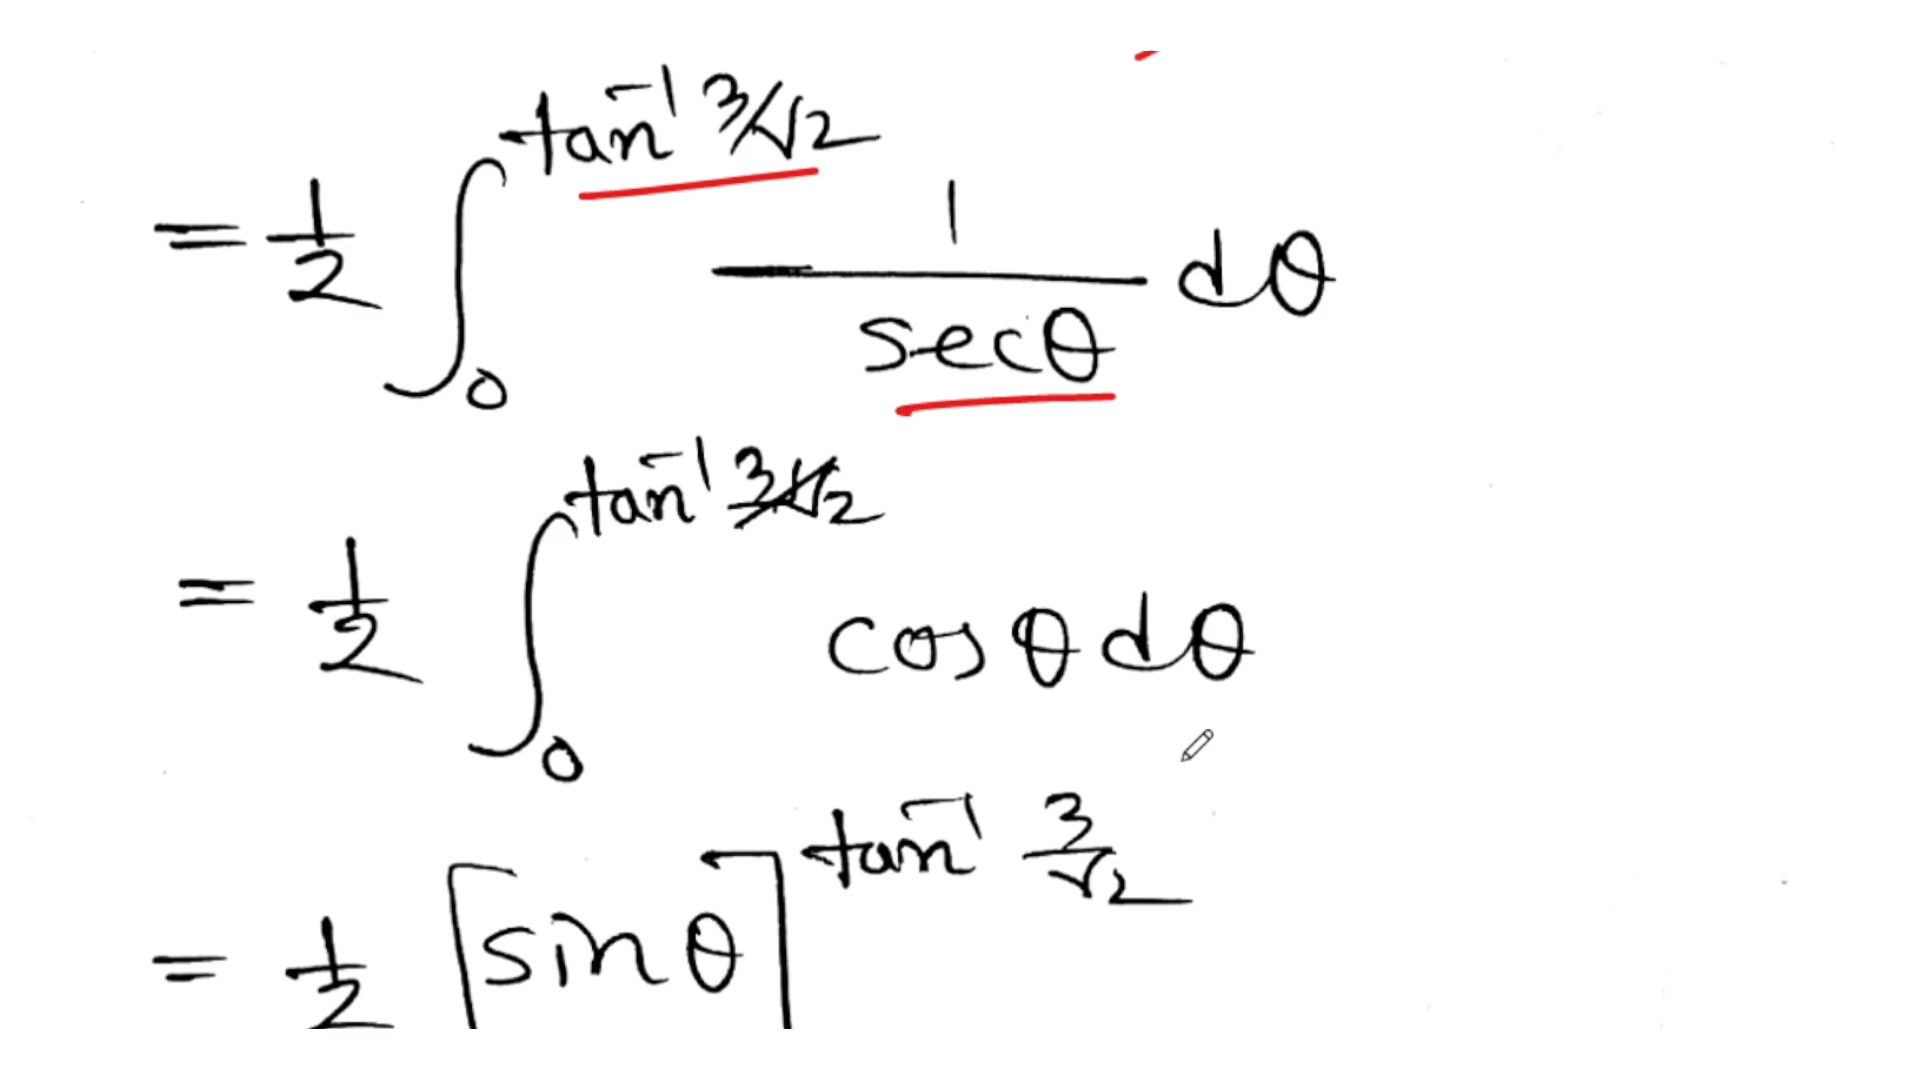 = 1/2 ∫₀^(tan⁻¹ 3/√2) 1/secθ dθ
= 1/2 ∫₀^(tan⁻¹ 3/√2) cosθ dθ
= 1/2 [sinθ]^(tan⁻¹ 3/√2)